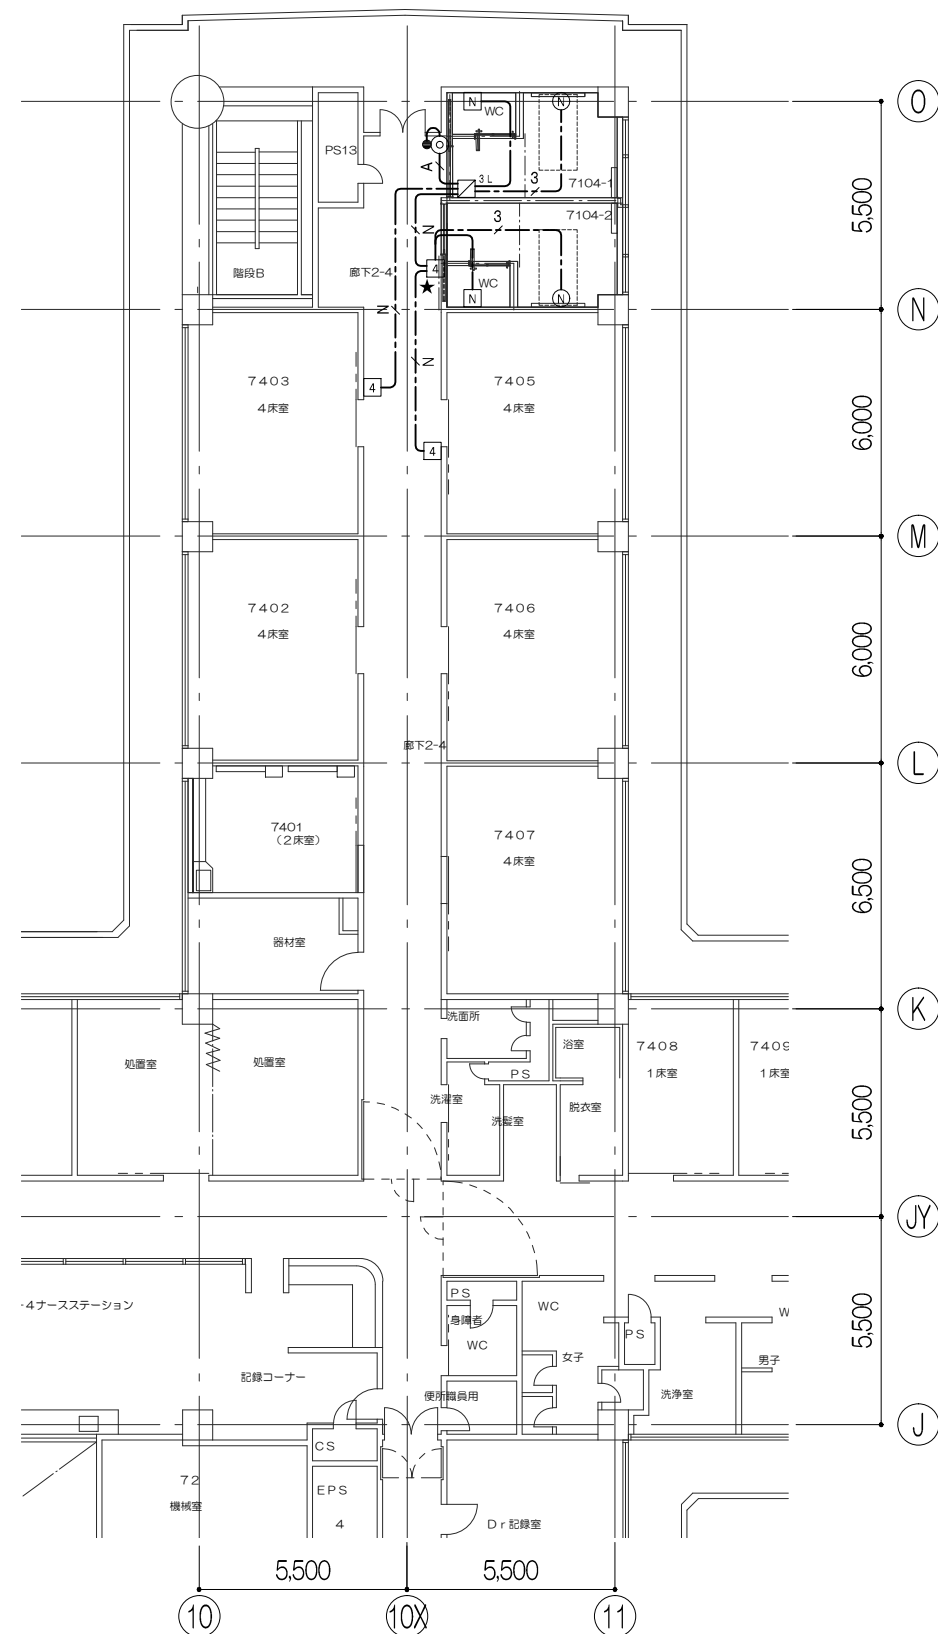 O
N
WC
N
PS13
A
3 L
3
7104-1
5,500
3
7104-2
N
階段B
廊下2-4
4
★
WC
N
N
N
N
N
7403
4床室
4
7405
4床室
6,000
4
M
7402
4床室
7406
4床室
6,000
廊下2-4
L
7401
（２床室）
7407
4床室
6,500
器材室
K
洗面所
処置室
処置室
浴室
7408
1床室
7409
1床室
PS
洗濯室
洗髪室
脱衣室
5,500
JY
-4ナースステーション
PS
身障者
WC
WC
PS
W
女子
男子
5,500
記録コーナー
便所職員用
洗浄室
J
CS
72
機械室
EPS
4
Dr記録室
5,500
5,500
10
10X
11